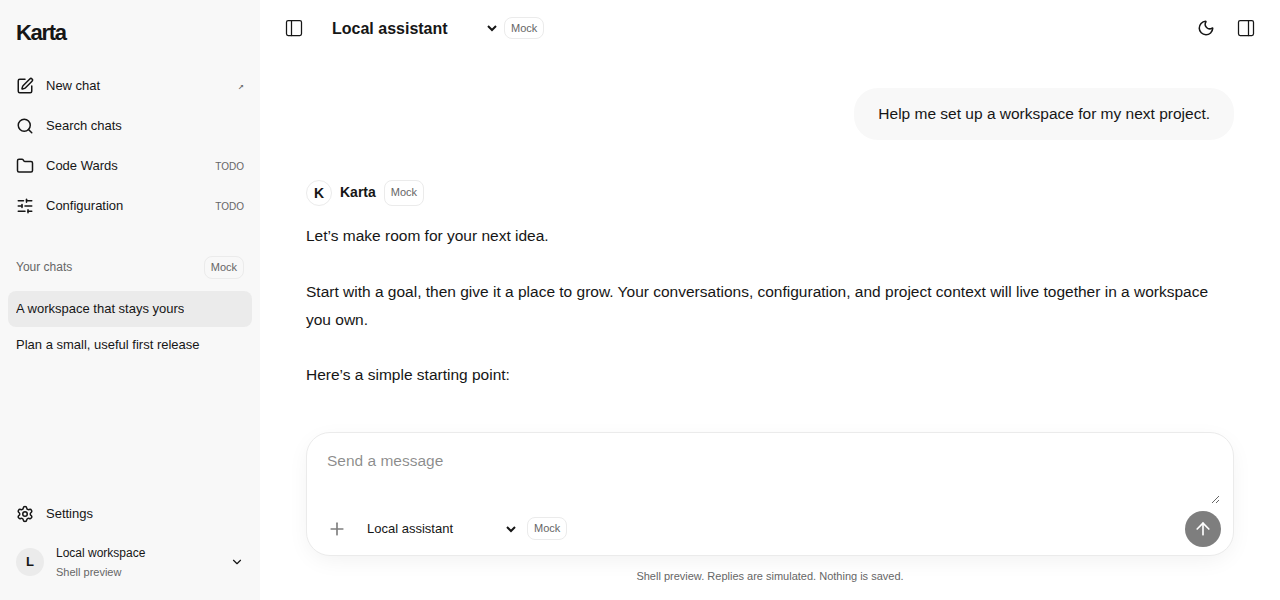 Karta
New chat
Search chats
Code Wards TODO
Configuration TODO
Your chats Mock
A workspace that stays yours
Plan a small, useful first release
Settings
L
Local workspace
Shell preview
Local assistant Mock
Help me set up a workspace for my next project.
K Karta Mock
Let’s make room for your next idea.
Start with a goal, then give it a place to grow. Your conversations, configuration, and project context will live together in a workspace
you own.
Here’s a simple starting point:
Send a message
Local assistant Mock
Shell preview. Replies are simulated. Nothing is saved.